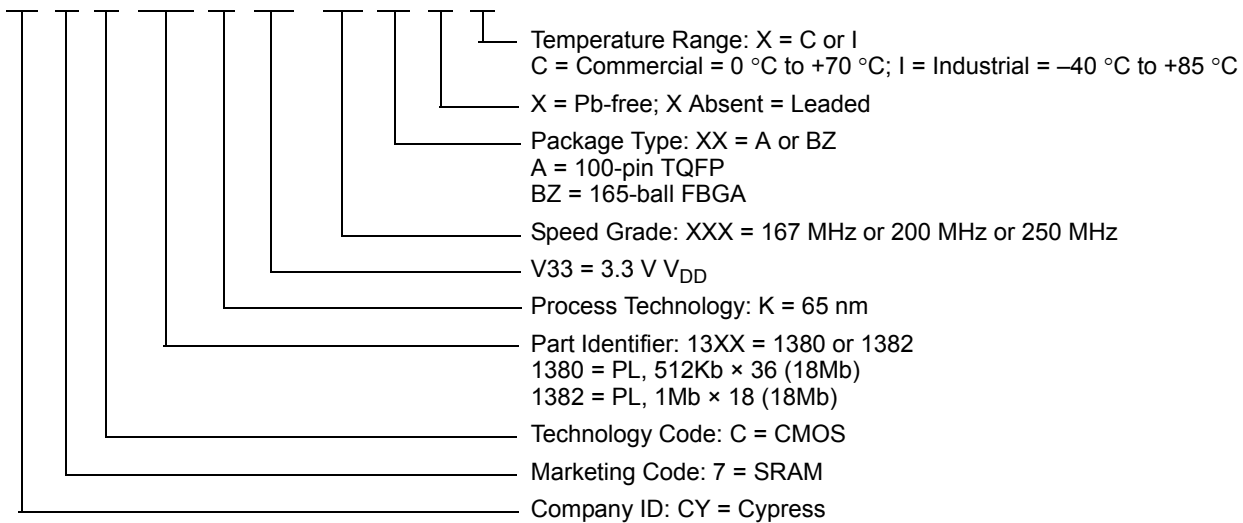 Temperature Range: X = C or I
C = Commercial = 0 °C to +70 °C; I = Industrial = –40 °C to +85 °C
X = Pb-free; X Absent = Leaded
Package Type: XX = A or BZ
A = 100-pin TQFP
BZ = 165-ball FBGA
Speed Grade: XXX = 167 MHz or 200 MHz or 250 MHz
V33 = 3.3 V VDD
Process Technology: K = 65 nm
Part Identifier: 13XX = 1380 or 1382
1380 = PL, 512Kb × 36 (18Mb)
1382 = PL, 1Mb × 18 (18Mb)
Technology Code: C = CMOS
Marketing Code: 7 = SRAM
Company ID: CY = Cypress